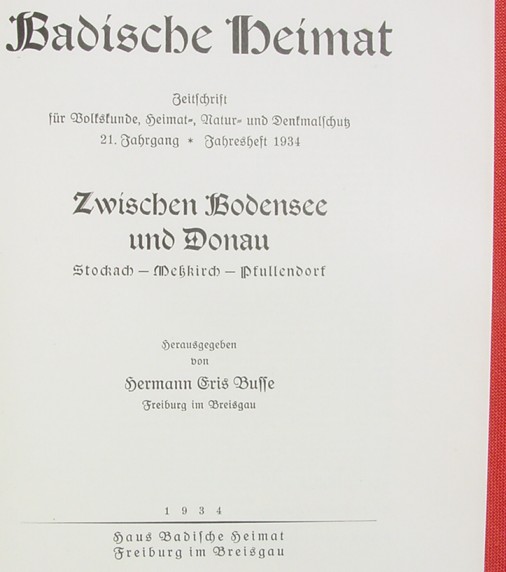 Badische Heimat
Zeitschrift
für Volkskunde, Heimat-, Natur- und Denkmalschutz
21. Jahrgang * Jahresheft 1934
Zwischen Bodensee
und Donau
Stockach – Meßkirch – Pfullendorf
Herausgegeben
von
Hermann Eris Busse
Freiburg im Breisgau
1 9 3 4
Haus Badische Heimat
Freiburg im Breisgau